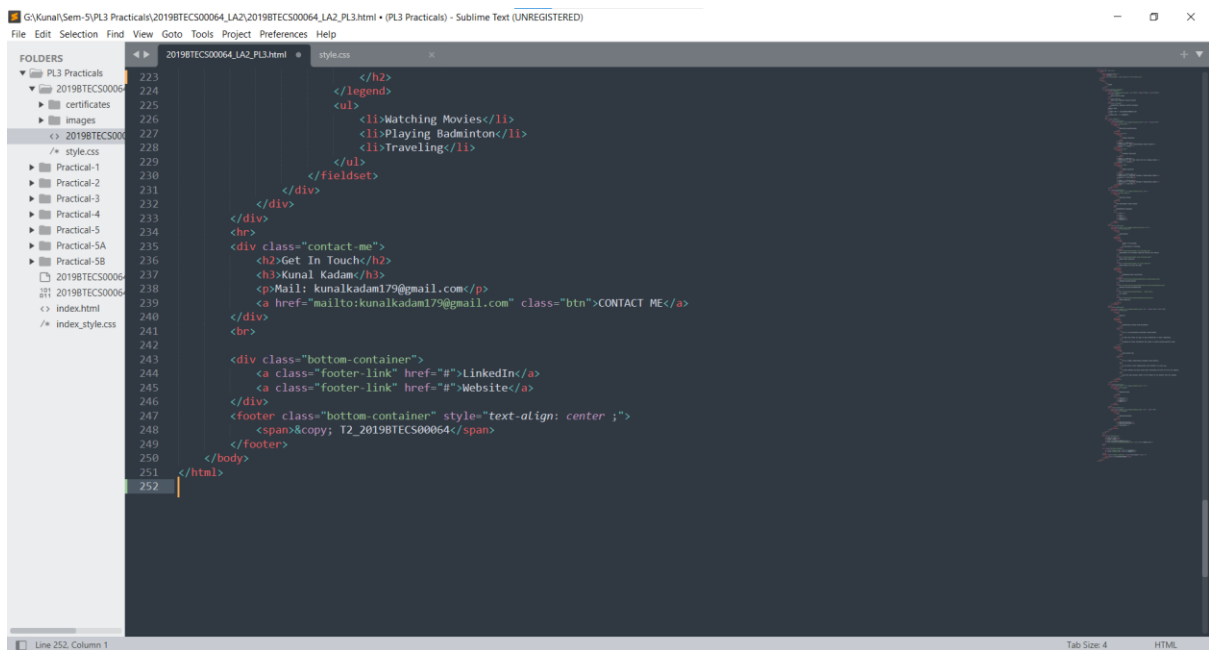 G:\Kunal\Sem-5\PL3 Practicals\2019BTECS00064_LA2\2019BTECS00064_LA2_PL3.html • (PL3 Practicals) - Sublime Text (UNREGISTERED)
File Edit Selection Find View Goto Tools Project Preferences Help
FOLDERS
PL3 Practicals
2019BTECS0006
certificates
images
<> 2019BTECS000
/* style.css
Practical-1
Practical-2
Practical-3
Practical-4
Practical-5
Practical-5A
Practical-5B
2019BTECS0006
2019BTECS0006
<> index.html
/* index_style.css
2019BTECS00064_LA2_PL3.html
style.css
223 </h2>
224 </legend>
225 <ul>
226 <li>Watching Movies</li>
227 <li>Playing Badminton</li>
228 <li>Traveling</li>
229 </ul>
230 </fieldset>
231 </div>
232 </div>
233 </div>
234 <hr>
235 <div class="contact-me">
236 <h2>Get In Touch</h2>
237 <h3>Kunal Kadam</h3>
238 <p>Mail: kunalkadam179@gmail.com</p>
239 <a href="mailto:kunalkadam179@gmail.com" class="btn">CONTACT ME</a>
240 </div>
241 <br>
242
243 <div class="bottom-container">
244 <a class="footer-link" href="#">LinkedIn</a>
245 <a class="footer-link" href="#">Website</a>
246 </div>
247 <footer class="bottom-container" style="text-align: center ;">
248 <span>&copy; T2_2019BTECS00064</span>
249 </footer>
250 </body>
251 </html>
252
Line 252, Column 1
Tab Size: 4
HTML